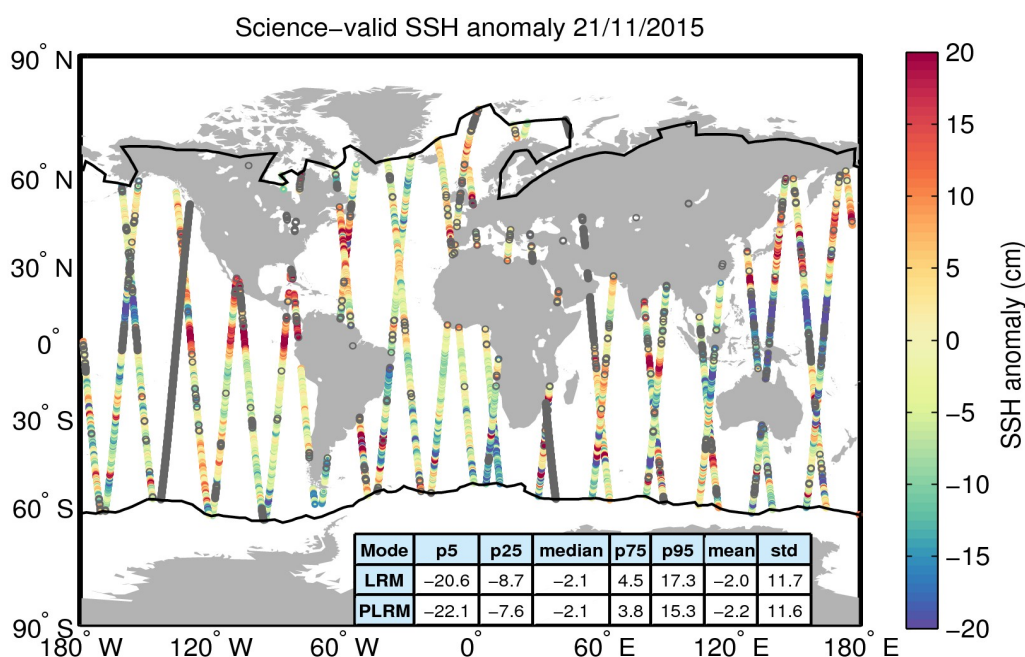 Science−valid SSH anomaly 21/11/2015
90° N
60° N
30° N
0°
30° S
60° S
90° S
180° W
120° W
60° W
0°
60° E
120° E
180° E
Mode p5 p25 median p75 p95 mean std
LRM −20.6 −8.7 −2.1 4.5 17.3 −2.0 11.7
PLRM −22.1 −7.6 −2.1 3.8 15.3 −2.2 11.6
20
15
10
5
0
−5
−10
−15
−20
SSH anomaly (cm)